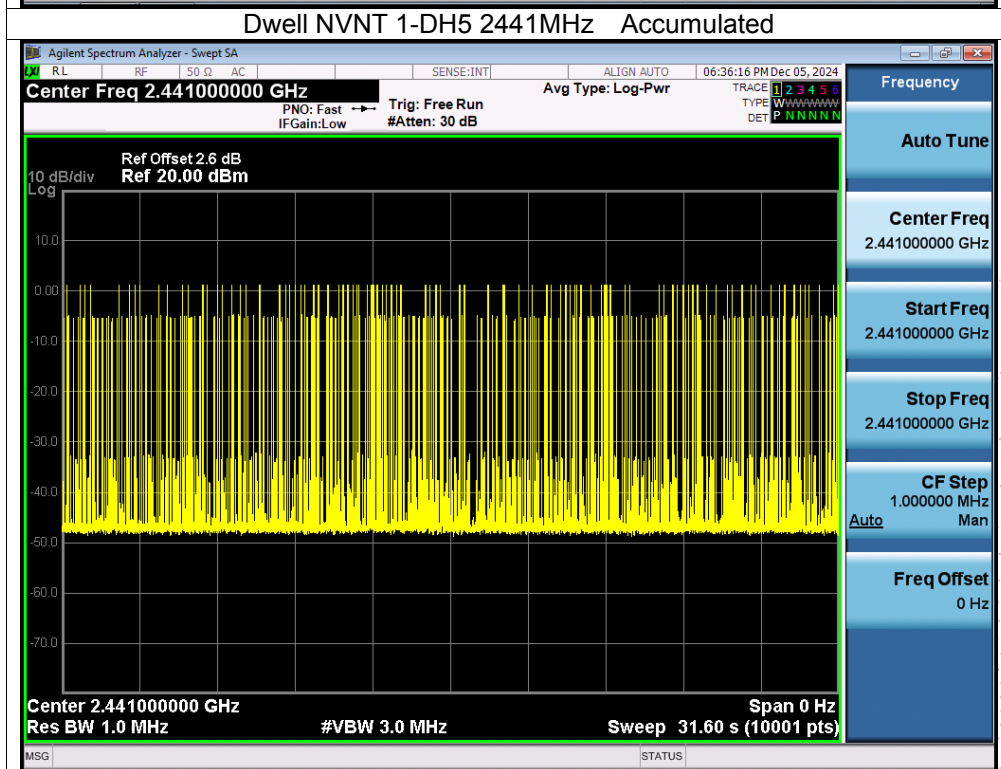 Dwell NVNT 1-DH5 2441MHz    Accumulated
Agilent Spectrum Analyzer - Swept SA
LXI RL RF 50 Ω AC SENSE:INT ALIGN AUTO 06:36:16 PM Dec 05, 2024
Center Freq 2.441000000 GHz
PNO: Fast
IFGain:Low
Trig: Free Run
#Atten: 30 dB
Avg Type: Log-Pwr
TRACE 1 2 3 4 5 6
TYPE WWWWWWW
DET P N N N N N
Frequency
Auto Tune
Center Freq
2.441000000 GHz
Start Freq
2.441000000 GHz
Stop Freq
2.441000000 GHz
CF Step
1.000000 MHz
Auto Man
Freq Offset
0 Hz
Ref Offset 2.6 dB
10 dB/div Ref 20.00 dBm
Log
10.0
0.00
-10.0
-20.0
-30.0
-40.0
-50.0
-60.0
-70.0
Center 2.441000000 GHz Span 0 Hz
Res BW 1.0 MHz #VBW 3.0 MHz Sweep 31.60 s (10001 pts)
MSG STATUS